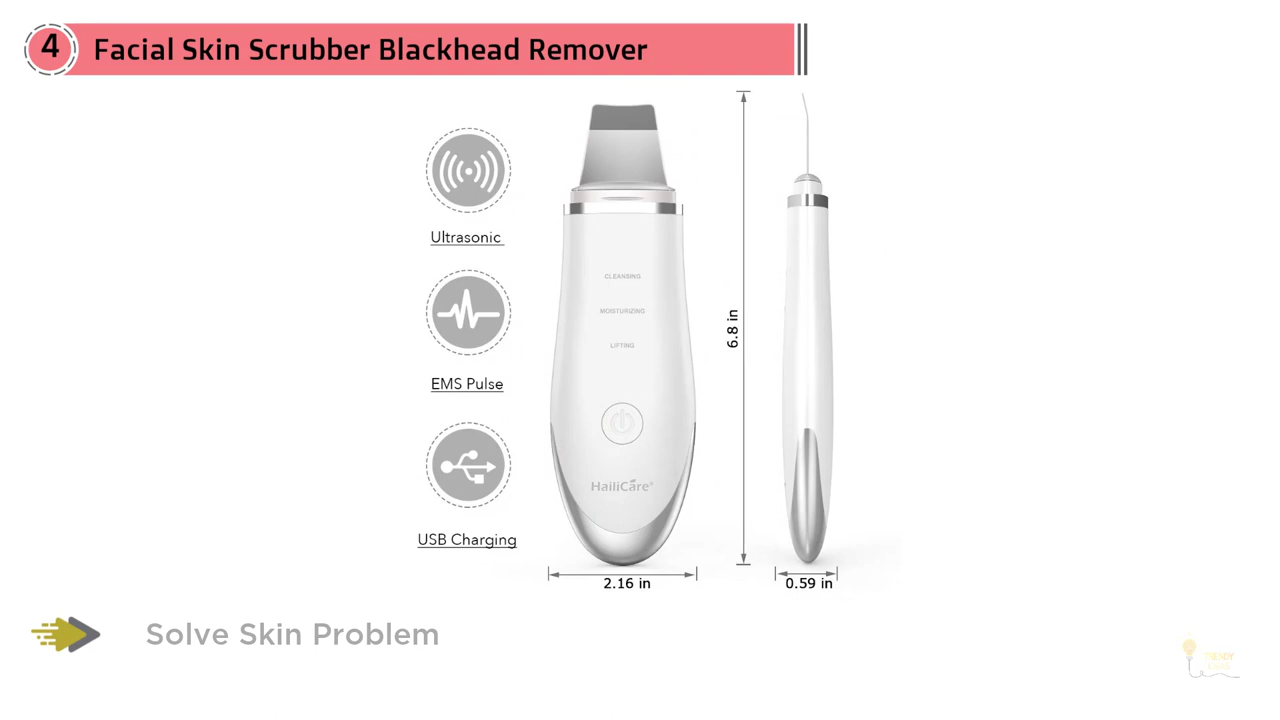 4
Facial Skin Scrubber Blackhead Remover
Ultrasonic
EMS Pulse
USB Charging
CLEANSING
MOISTURIZING
LIFTING
HailiCare®
6.8 in
2.16 in
0.59 in
Solve Skin Problem
TRENDY